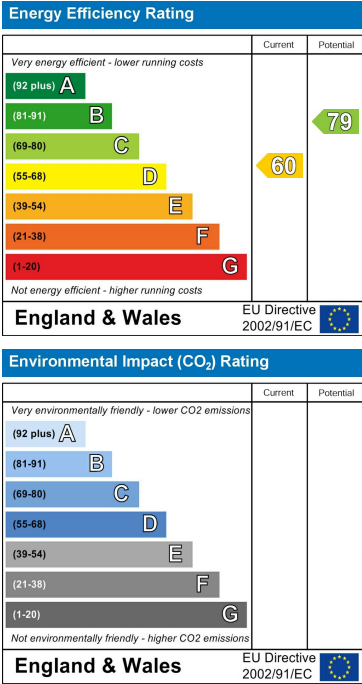 Energy Efficiency Rating
Current Potential
Very energy efficient - lower running costs
(92 plus) A
(81-91) B
79
(69-80) C
60
(55-68) D
(39-54) E
(21-38) F
(1-20) G
Not energy efficient - higher running costs
England & Wales
EU Directive
2002/91/EC
Environmental Impact (CO₂) Rating
Current Potential
Very environmentally friendly - lower CO2 emissions
(92 plus) A
(81-91) B
(69-80) C
(55-68) D
(39-54) E
(21-38) F
(1-20) G
Not environmentally friendly - higher CO2 emissions
England & Wales
EU Directive
2002/91/EC